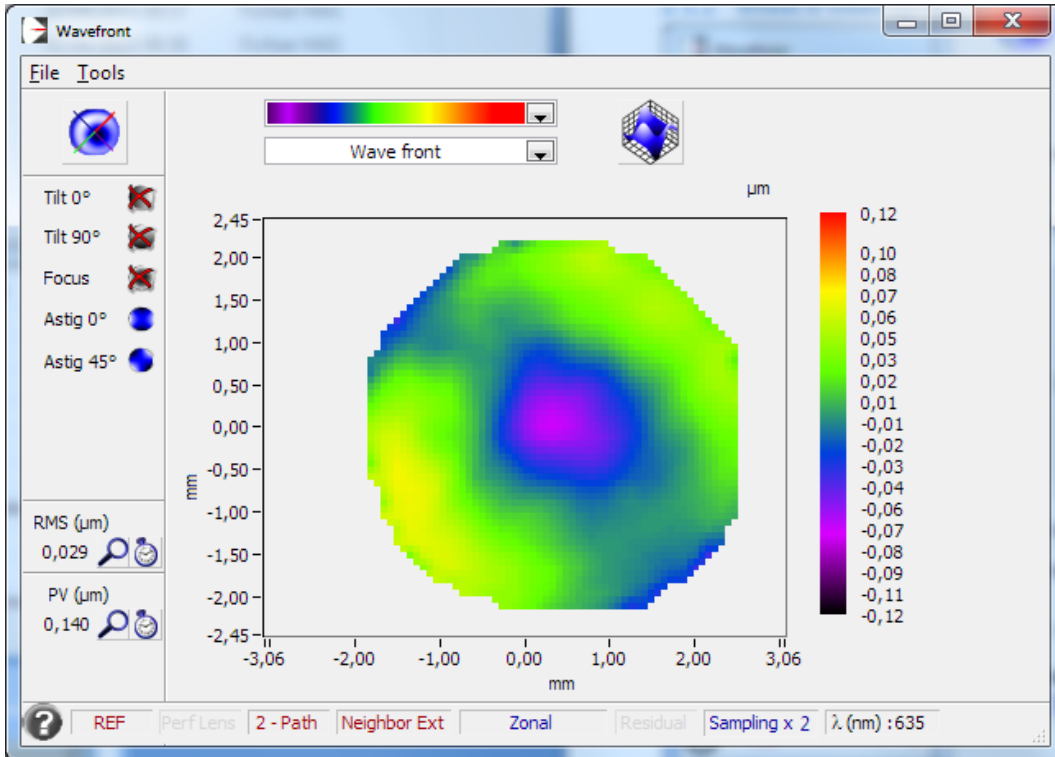 Wavefront
File Tools
Wave front
Tilt 0°
Tilt 90°
Focus
Astig 0°
Astig 45°
RMS (µm)
0,029
PV (µm)
0,140
µm
2,45
2,00
1,50
1,00
0,50
0,00
-0,50
-1,00
-1,50
-2,00
-2,45
mm
-3,06 -2,00 -1,00 0,00 1,00 2,00 3,06
mm
0,12
0,10
0,08
0,07
0,06
0,05
0,03
0,02
0,01
-0,01
-0,02
-0,03
-0,04
-0,06
-0,07
-0,08
-0,09
-0,11
-0,12
REF Perf Lens 2 - Path Neighbor Ext Zonal Residual Sampling x 2 λ (nm) : 635